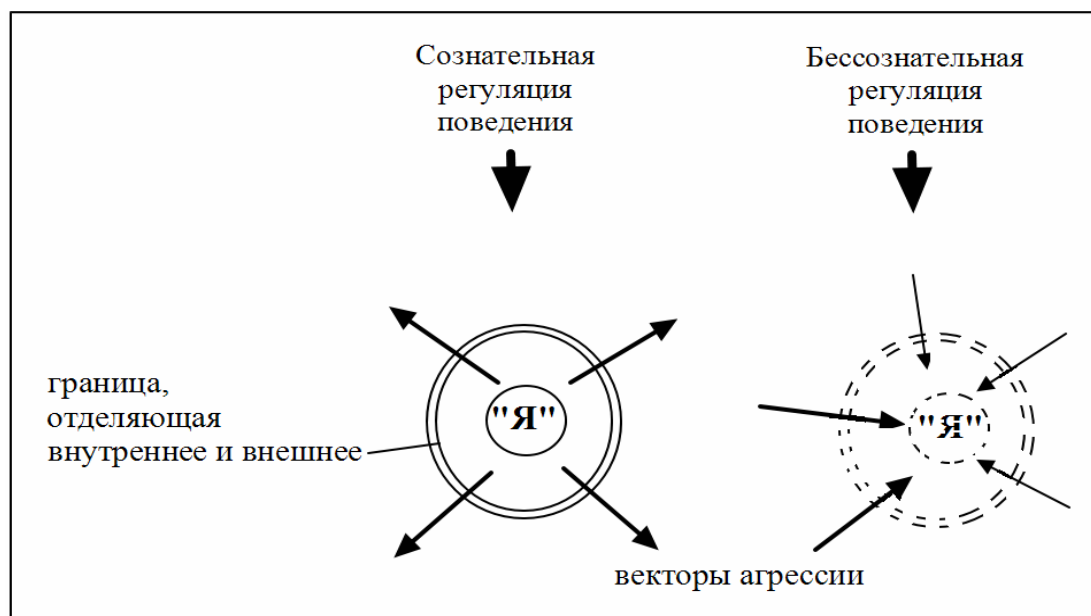 Сознательная
регуляция
поведения
Бессознательная
регуляция
поведения
граница,
отделяющая
внутреннее и внешнее
"Я"
"Я"
векторы агрессии